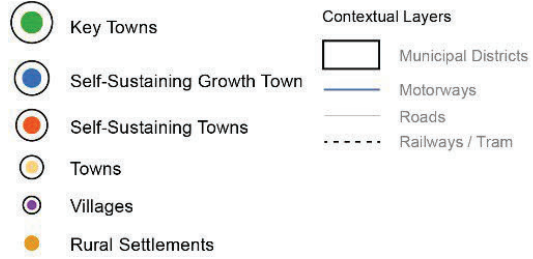 Key Towns
Self-Sustaining Growth Town
Self-Sustaining Towns
Towns
Villages
Rural Settlements
Contextual Layers
Municipal Districts
Motorways
Roads
Railways / Tram